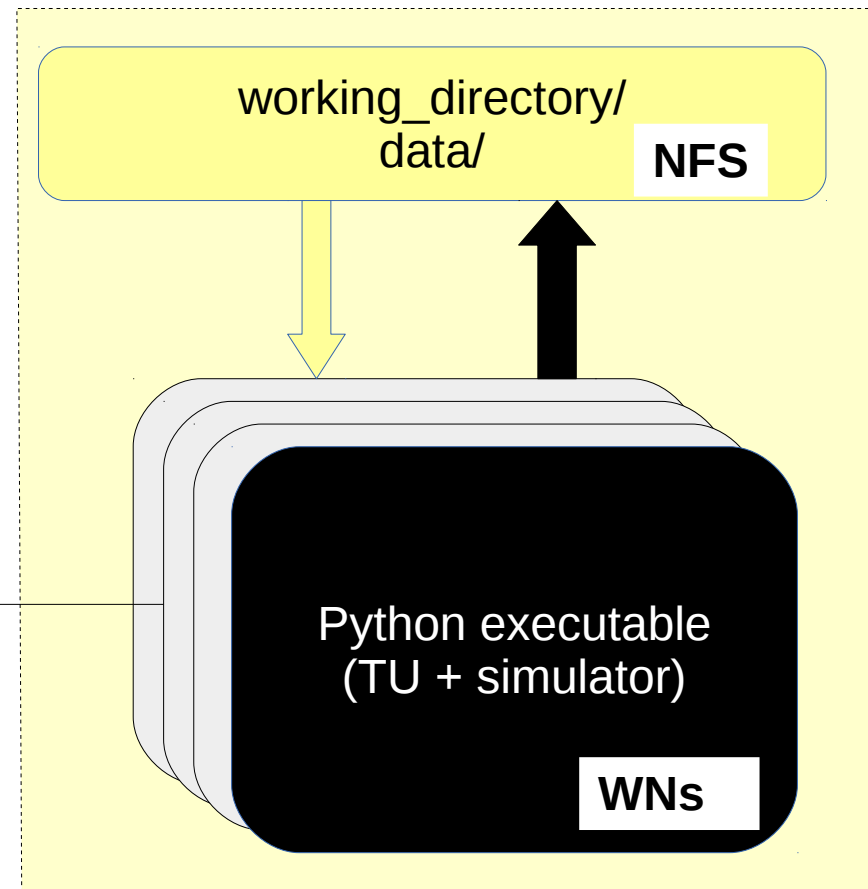 working_directory/
data/
NFS
Python executable
(TU + simulator)
WNs